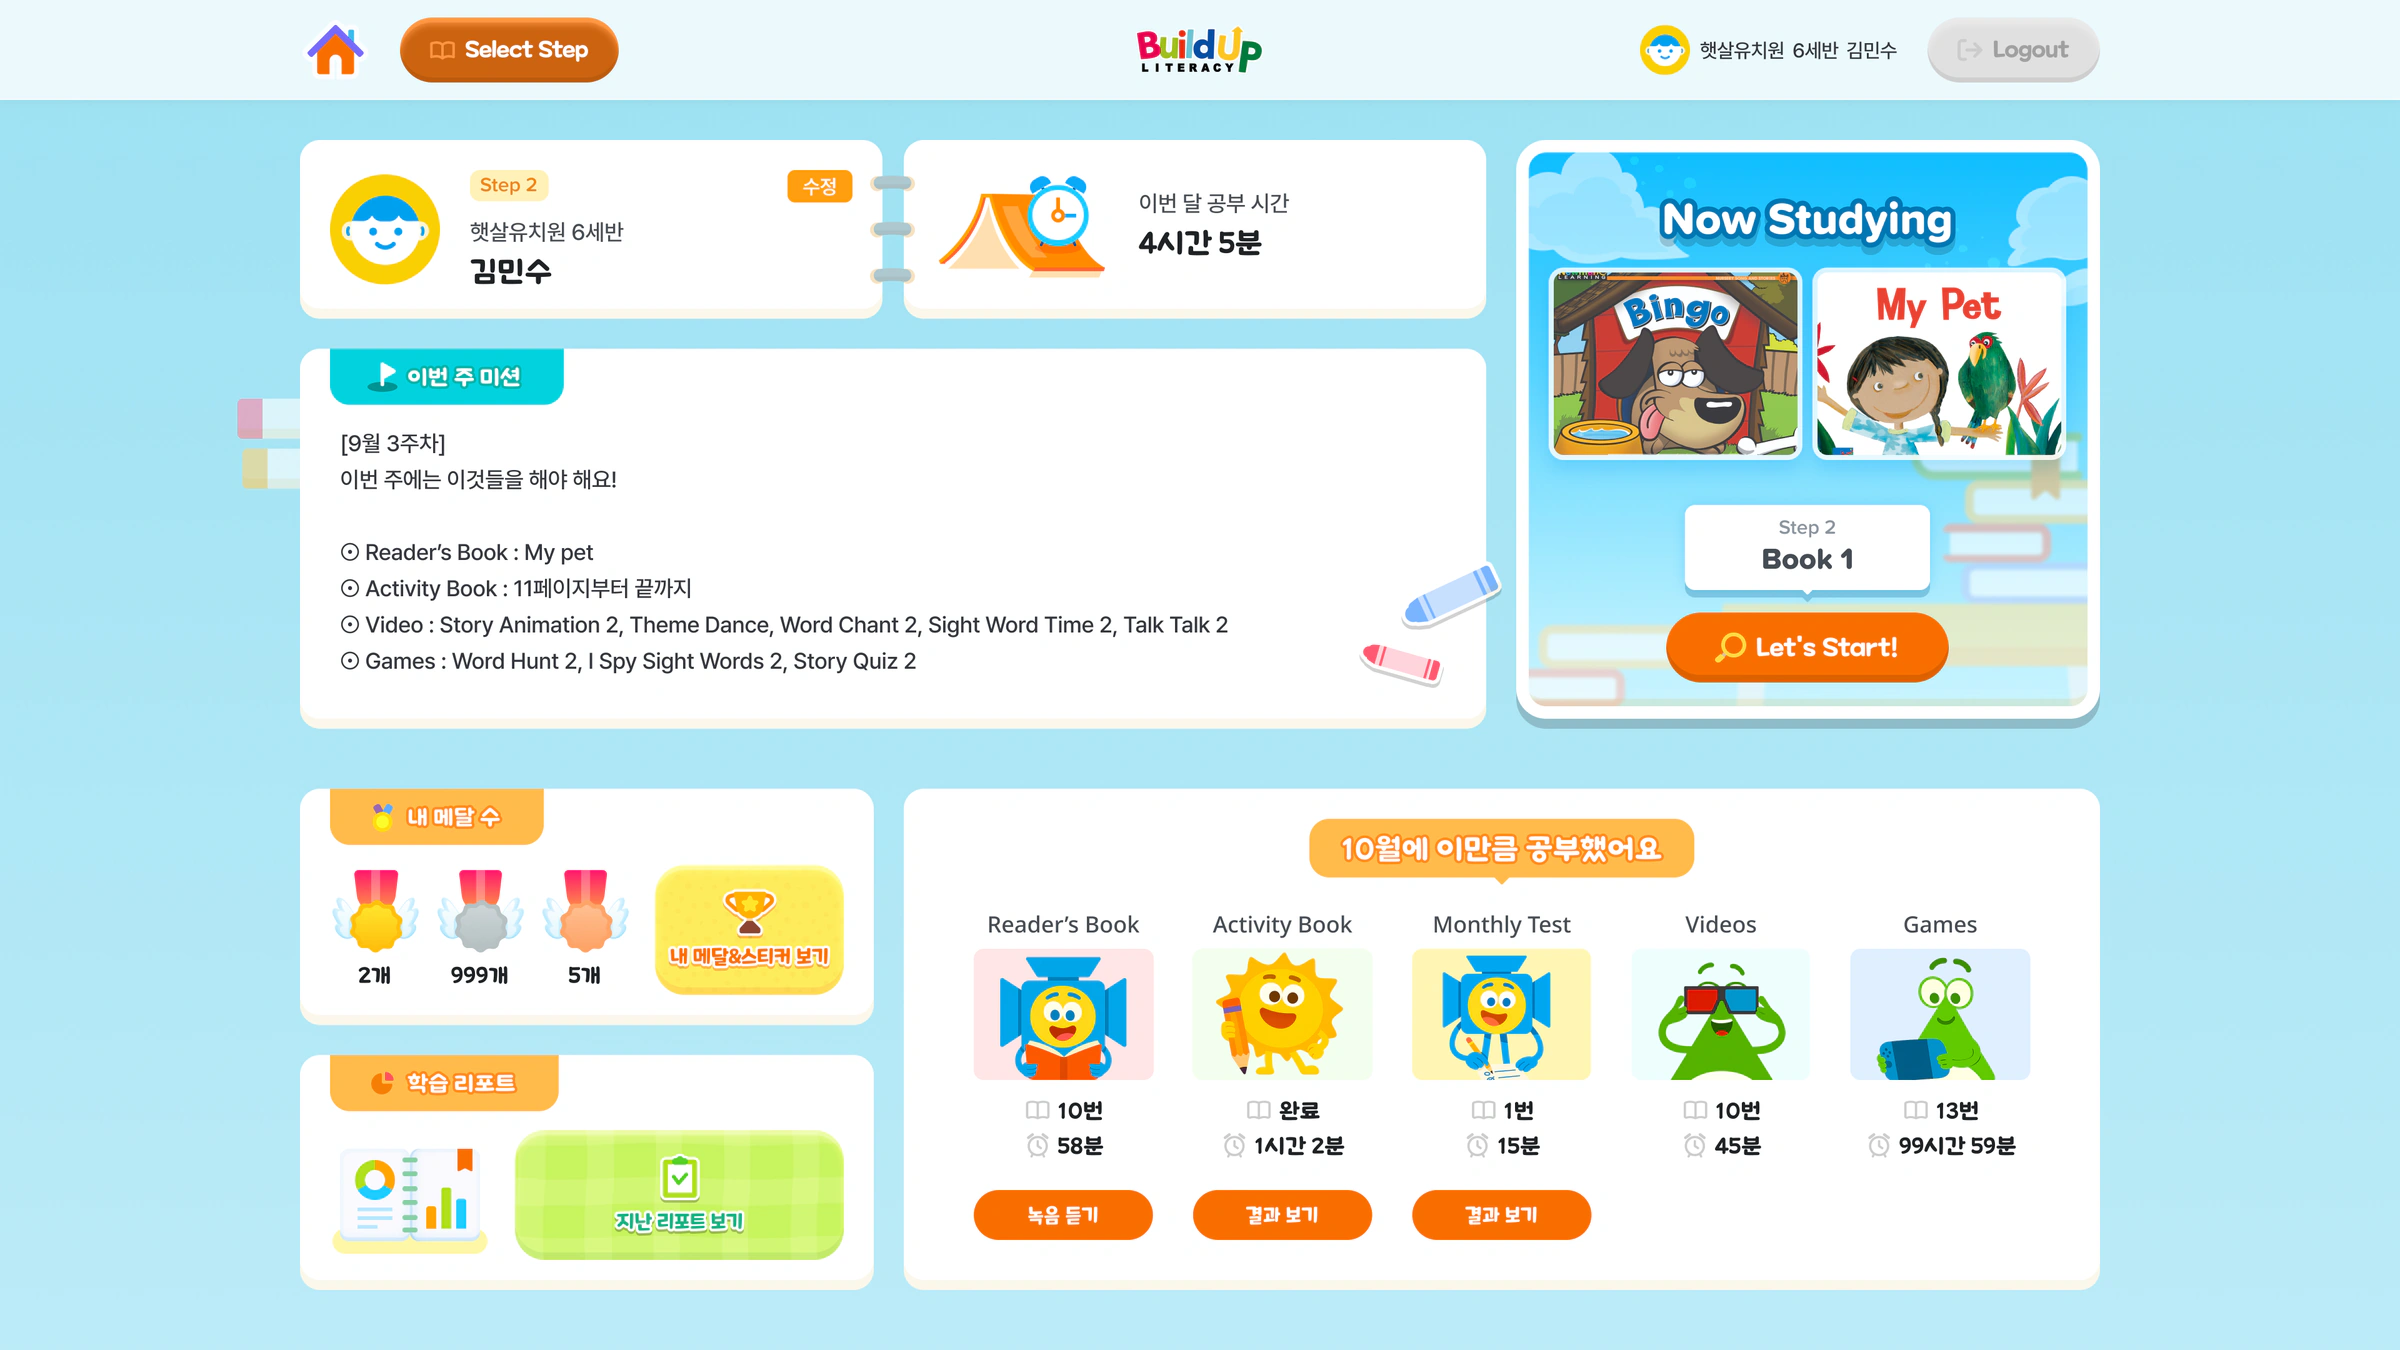 Select Step
BuildUp
LITERACY
햇살유치원 6세반 김민수
Logout
Step 2
수정
햇살유치원 6세반
김민수
이번 달 공부 시간
4시간 5분
Now Studying
LEARNING
Bingo
My Pet
Step 2
Book 1
Let's Start!
이번 주 미션
[9월 3주차]
이번 주에는 이것들을 해야 해요!
⊙ Reader’s Book : My pet
⊙ Activity Book : 11페이지부터 끝까지
⊙ Video : Story Animation 2, Theme Dance, Word Chant 2, Sight Word Time 2, Talk Talk 2
⊙ Games : Word Hunt 2, I Spy Sight Words 2, Story Quiz 2
내 메달 수
2개
999개
5개
내 메달&스티커 보기
학습 리포트
지난 리포트 보기
10월에 이만큼 공부했어요
Reader’s Book
Activity Book
Monthly Test
Videos
Games
10번
완료
1번
10번
13번
58분
1시간 2분
15분
45분
99시간 59분
녹음 듣기
결과 보기
결과 보기